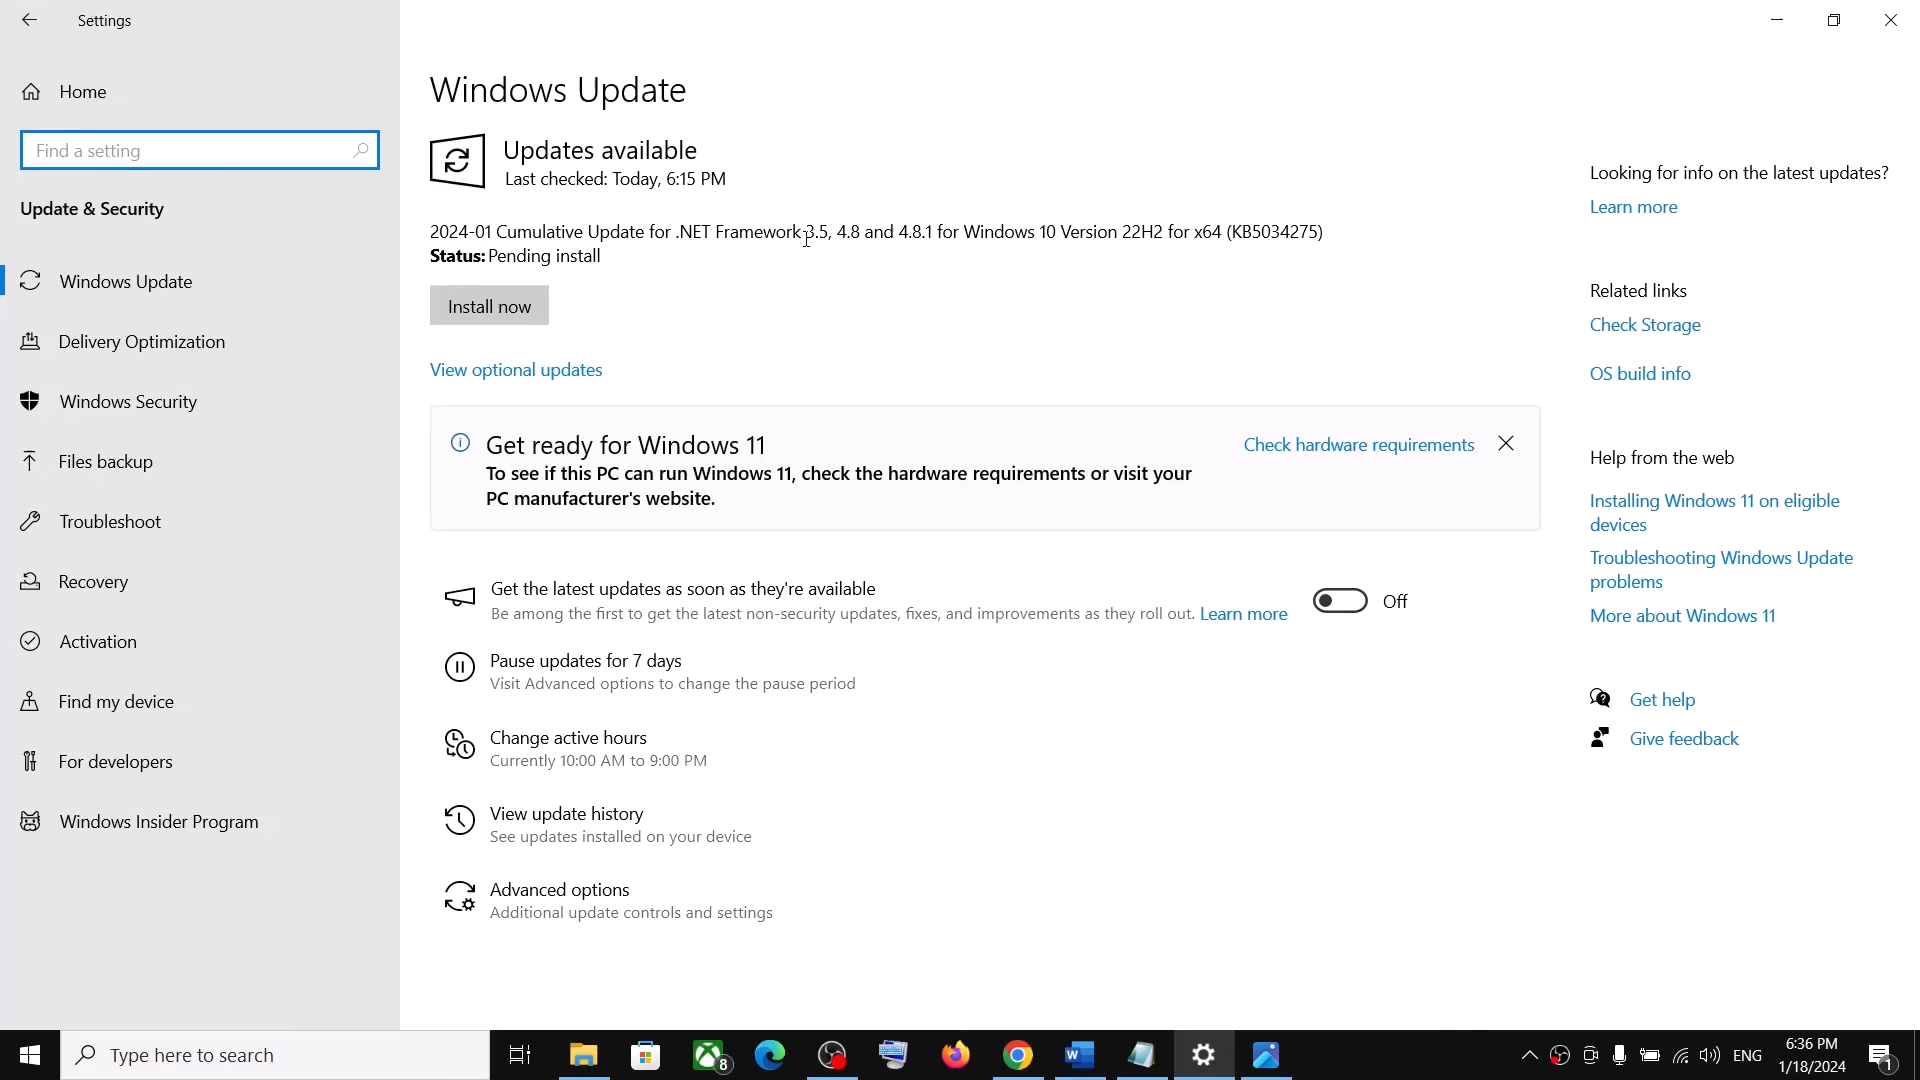 Settings
Home
Find a setting
Update & Security
Windows Update
Delivery Optimization
Windows Security
Files backup
Troubleshoot
Recovery
Activation
Find my device
For developers
Windows Insider Program
Windows Update
Updates available
Last checked: Today, 6:15 PM
2024-01 Cumulative Update for .NET Framework 3.5, 4.8 and 4.8.1 for Windows 10 Version 22H2 for x64 (KB5034275)
Status: Pending install
Install now
View optional updates
Get ready for Windows 11
Check hardware requirements
To see if this PC can run Windows 11, check the hardware requirements or visit your
PC manufacturer's website.
Get the latest updates as soon as they're available
Be among the first to get the latest non-security updates, fixes, and improvements as they roll out. Learn more
Off
Pause updates for 7 days
Visit Advanced options to change the pause period
Change active hours
Currently 10:00 AM to 9:00 PM
View update history
See updates installed on your device
Advanced options
Additional update controls and settings
Looking for info on the latest updates?
Learn more
Related links
Check Storage
OS build info
Help from the web
Installing Windows 11 on eligible
devices
Troubleshooting Windows Update
problems
More about Windows 11
Get help
Give feedback
Type here to search
8
W
ENG
6:36 PM
1/18/2024
1